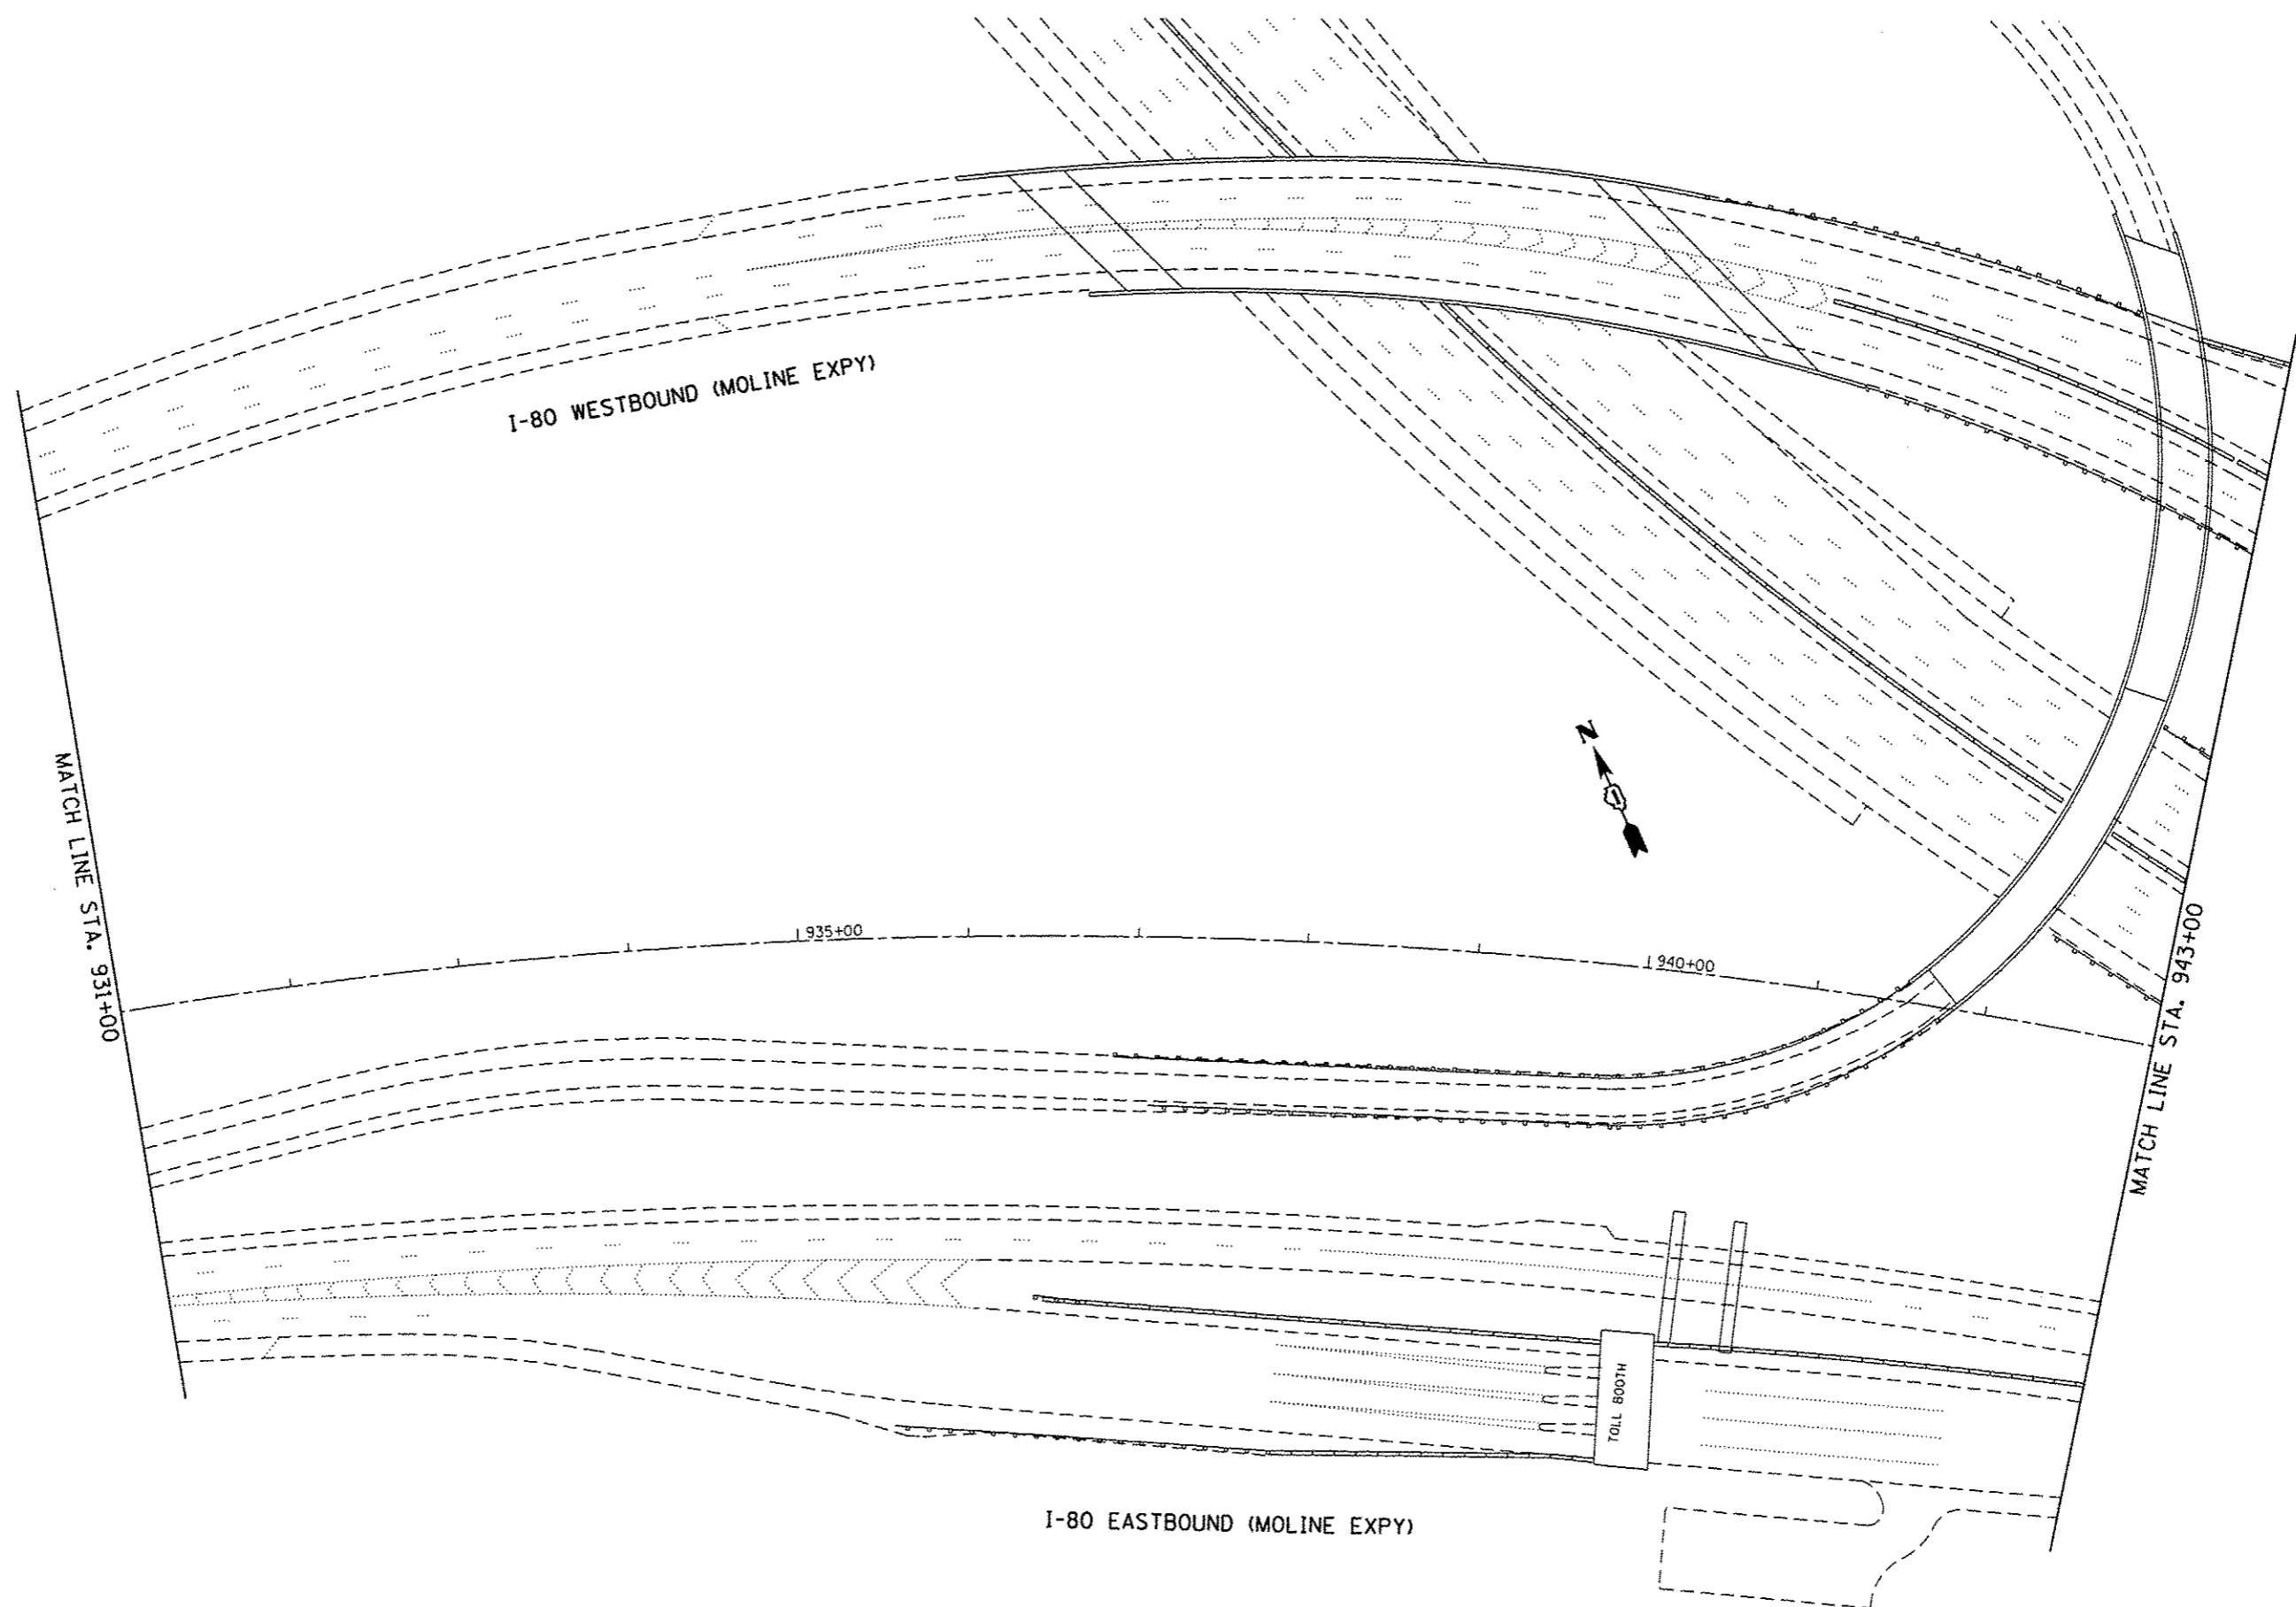 I-80 WESTBOUND (MOLINE EXPY)
N
MATCH LINE STA. 931+00
935+00
940+00
MATCH LINE STA. 943+00
TOLL BOOTH
I-80 EASTBOUND (MOLINE EXPY)